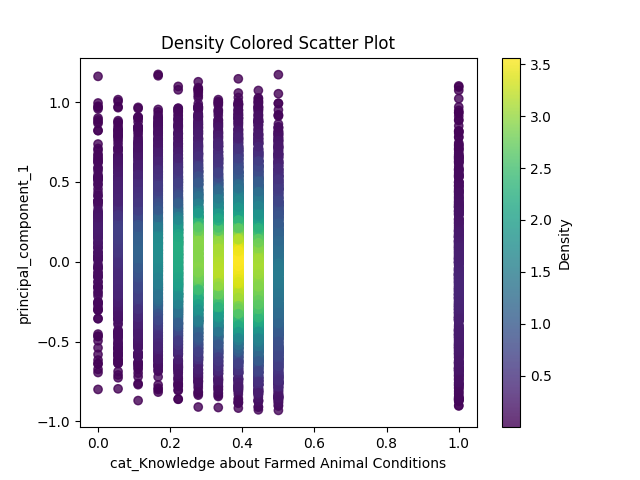 Density Colored Scatter Plot
1.0
0.5
0.0
−0.5
−1.0
principal_component_1
0.0 0.2 0.4 0.6 0.8 1.0
cat_Knowledge about Farmed Animal Conditions
3.5
3.0
2.5
2.0
1.5
1.0
0.5
Density